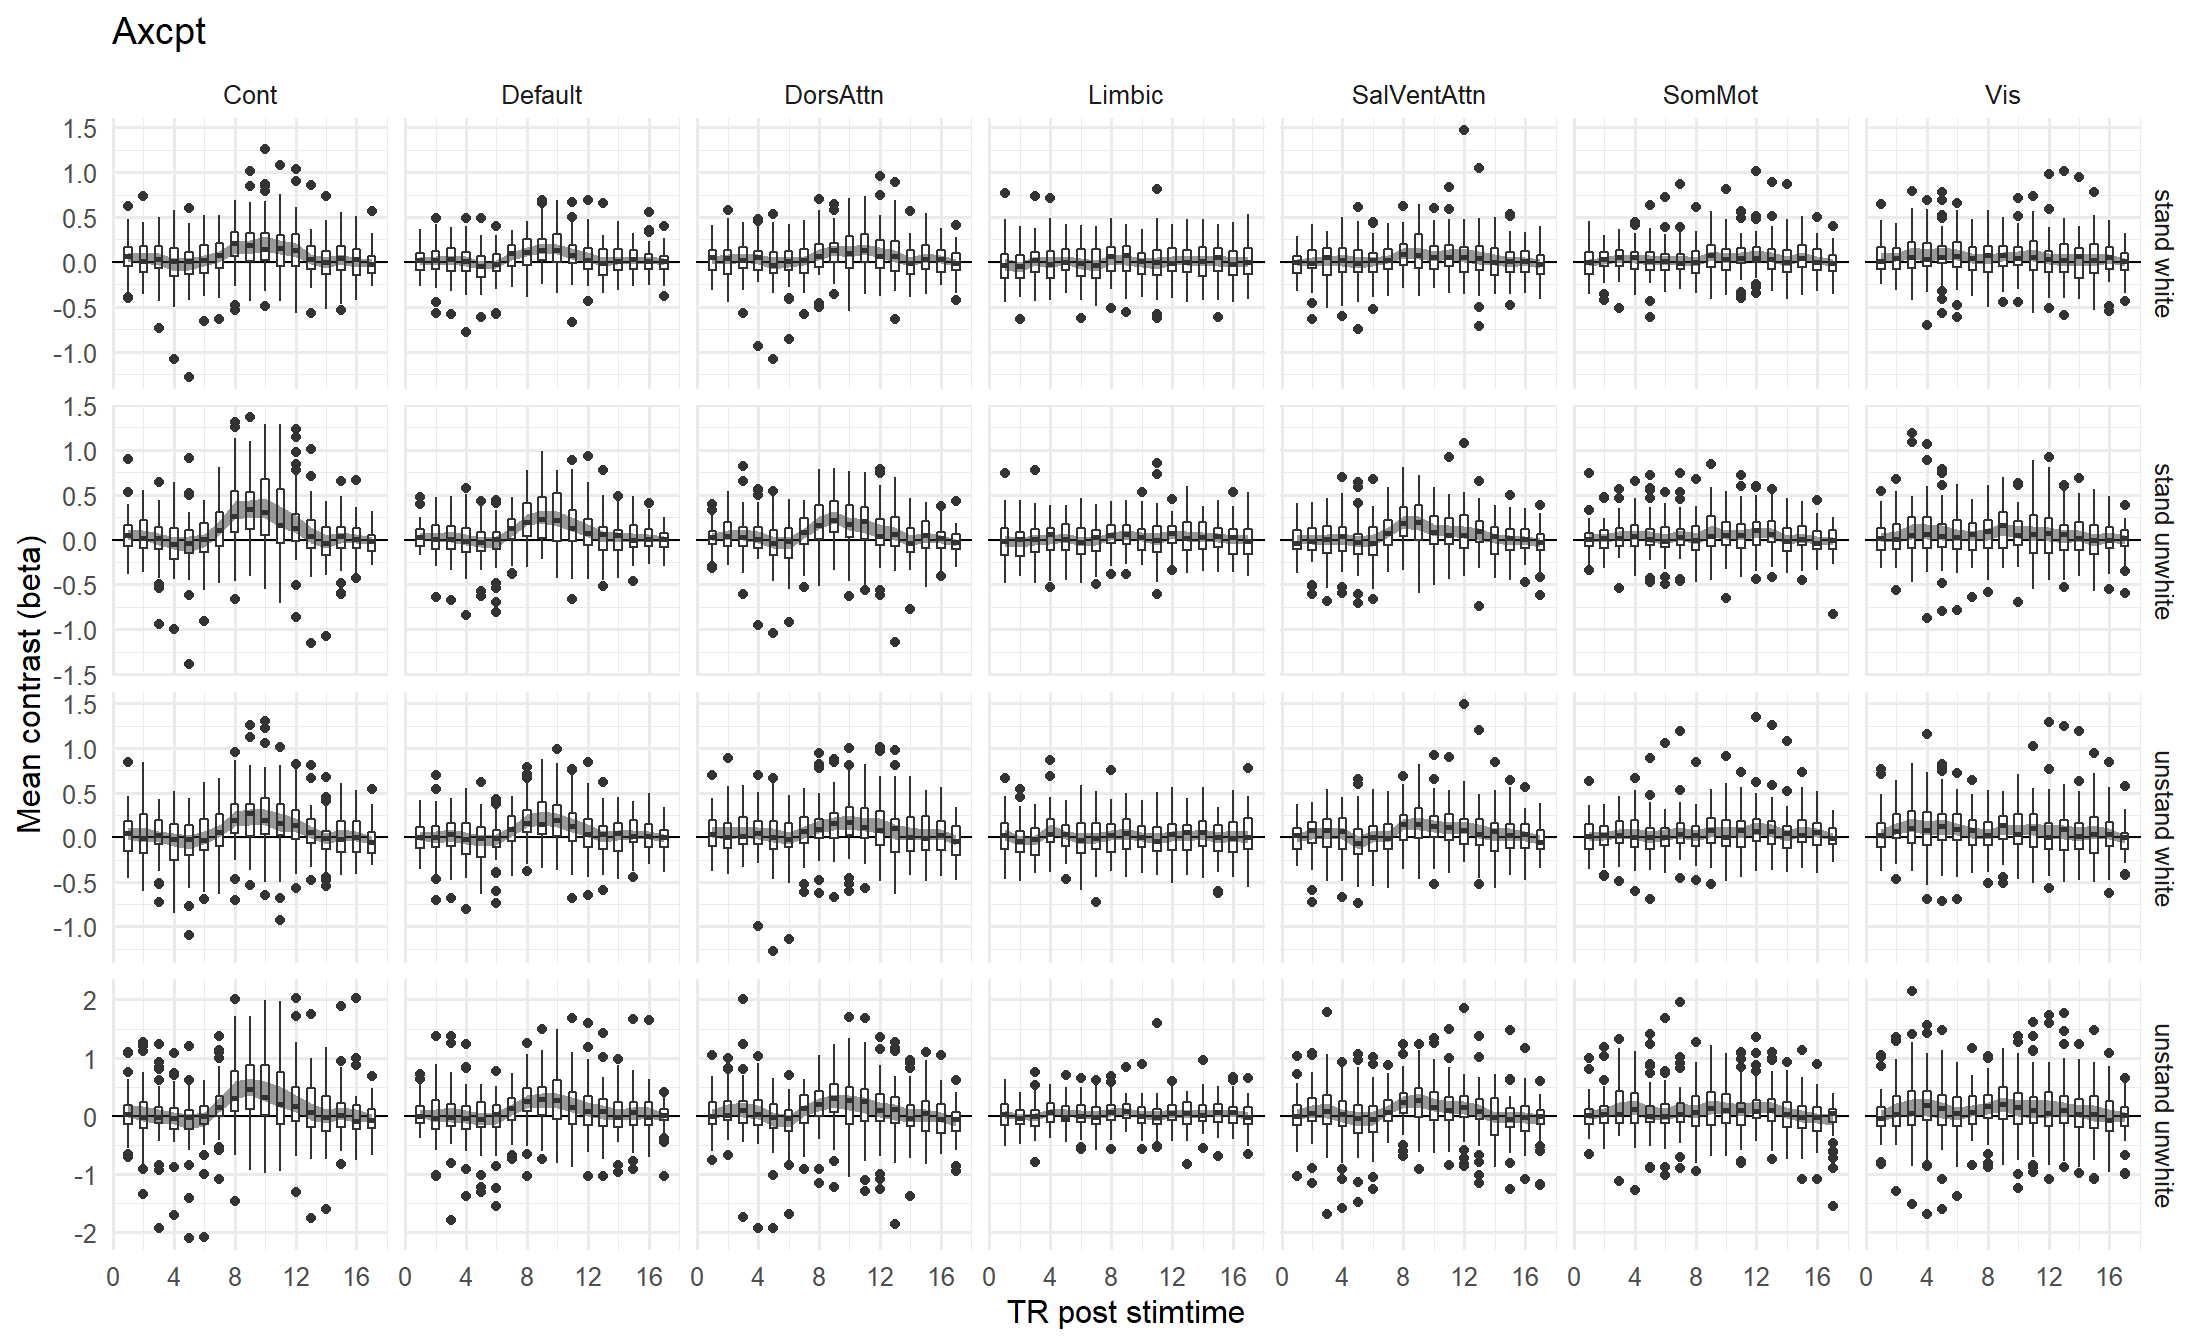 Axcpt
Cont Default DorsAttn Limbic SalVentAttn SomMot Vis
1.5
1.0
0.5
0.0
-0.5
-1.0
stand white
1.5
1.0
0.5
0.0
-0.5
-1.0
-1.5
stand unwhite
1.5
1.0
0.5
0.0
-0.5
-1.0
unstand white
2
1
0
-1
-2
unstand unwhite
Mean contrast (beta)
0 4 8 12 16 0 4 8 12 16 0 4 8 12 16 0 4 8 12 16 0 4 8 12 16 0 4 8 12 16 0 4 8 12 16
TR post stimtime